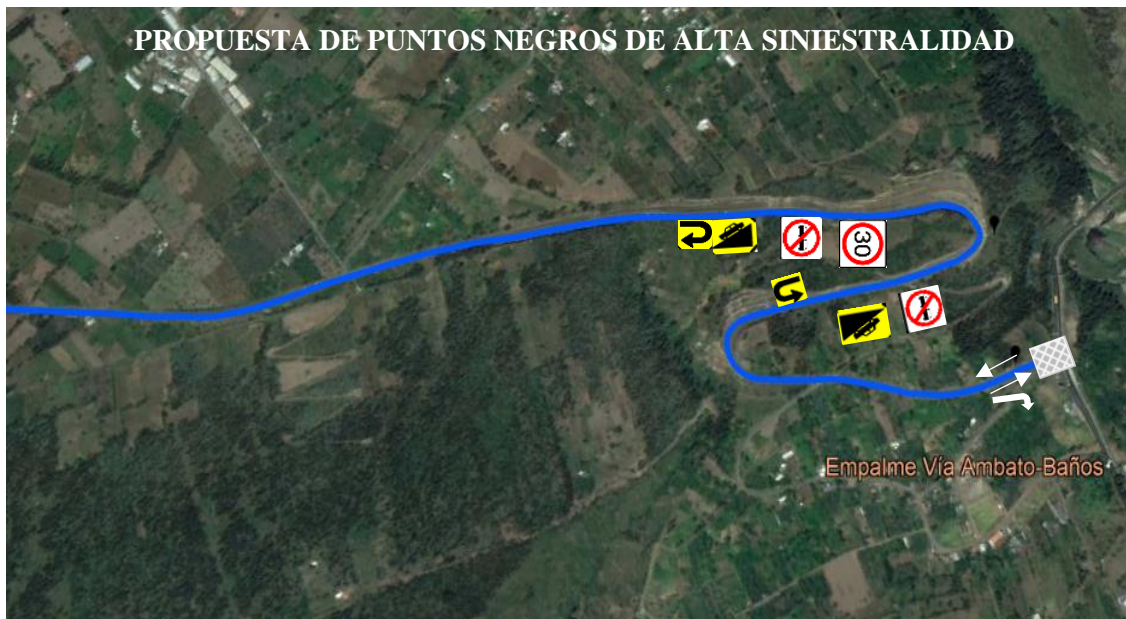 PROPUESTA DE PUNTOS NEGROS DE ALTA SINIESTRALIDAD
30
Empalme Vía Ambato-Baños